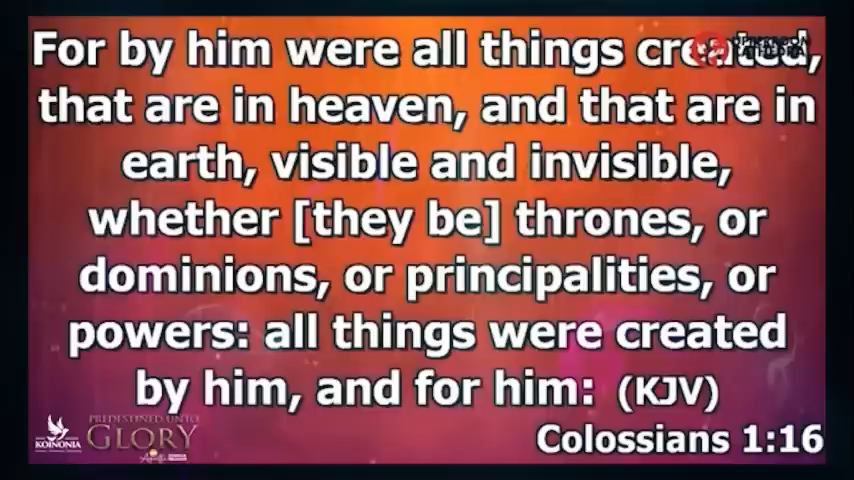 For by him were all things created,
that are in heaven, and that are in
earth, visible and invisible,
whether [they be] thrones, or
dominions, or principalities, or
powers: all things were created
by him, and for him: (KJV)
Colossians 1:16
KOINONIA
PREDESTINED UNTO
GLORY